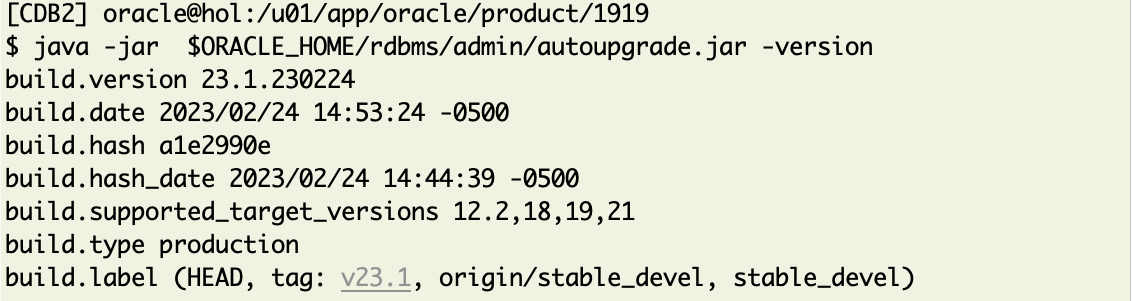 [CDB2] oracle@hol:/u01/app/oracle/product/1919
$ java -jar  $ORACLE_HOME/rdbms/admin/autoupgrade.jar -version
build.version 23.1.230224
build.date 2023/02/24 14:53:24 -0500
build.hash a1e2990e
build.hash_date 2023/02/24 14:44:39 -0500
build.supported_target_versions 12.2,18,19,21
build.type production
build.label (HEAD, tag: v23.1, origin/stable_devel, stable_devel)